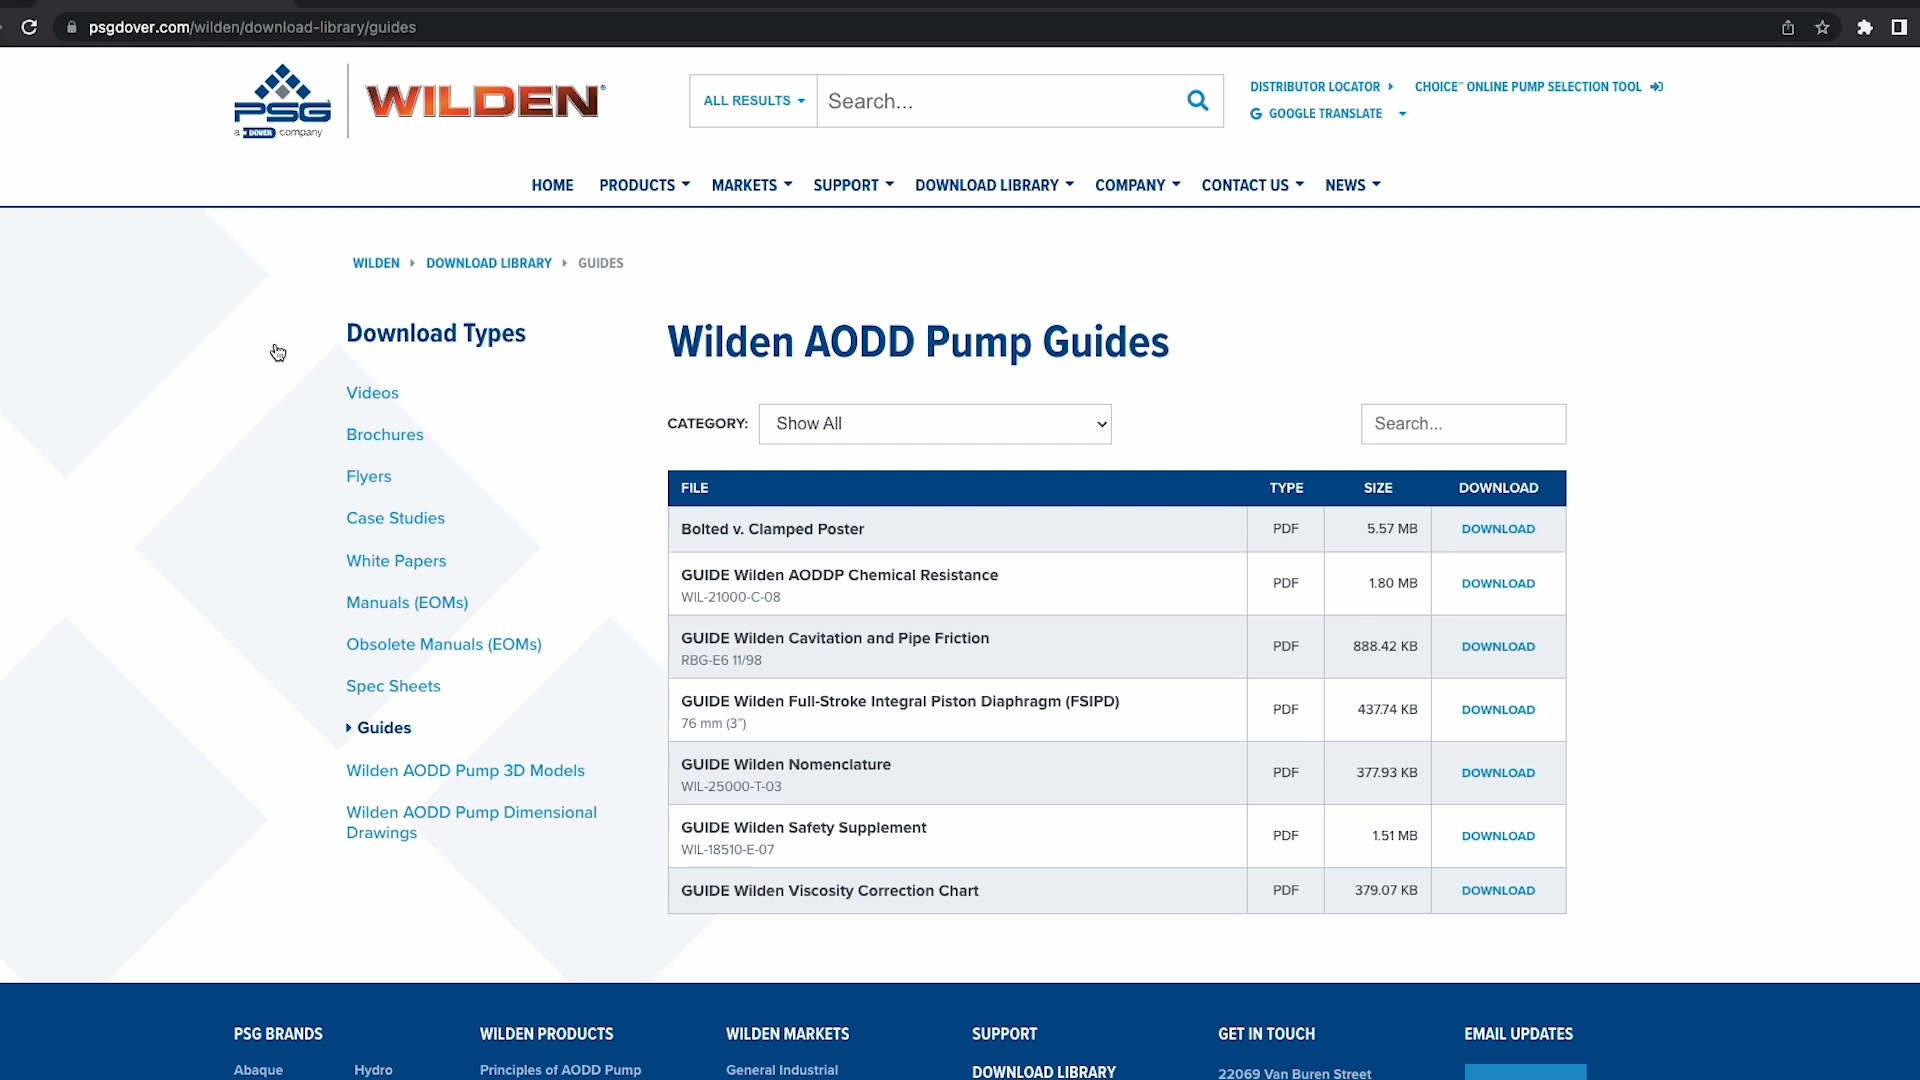 psgdover.com/wilden/download-library/guides
PSG
a DOVER company
WILDEN®
ALL RESULTS
Search...
DISTRIBUTOR LOCATOR
CHOICE™ ONLINE PUMP SELECTION TOOL
GOOGLE TRANSLATE
HOME PRODUCTS MARKETS SUPPORT DOWNLOAD LIBRARY COMPANY CONTACT US NEWS
WILDEN DOWNLOAD LIBRARY GUIDES
Download Types
Videos
Brochures
Flyers
Case Studies
White Papers
Manuals (EOMs)
Obsolete Manuals (EOMs)
Spec Sheets
Guides
Wilden AODD Pump 3D Models
Wilden AODD Pump Dimensional
Drawings
Wilden AODD Pump Guides
CATEGORY: Show All
Search...
FILE TYPE SIZE DOWNLOAD
Bolted v. Clamped Poster PDF 5.57 MB DOWNLOAD
GUIDE Wilden AODDP Chemical Resistance
WIL-21000-C-08
PDF 1.80 MB DOWNLOAD
GUIDE Wilden Cavitation and Pipe Friction
RBG-E6 11/98
PDF 888.42 KB DOWNLOAD
GUIDE Wilden Full-Stroke Integral Piston Diaphragm (FSIPD)
76 mm (3")
PDF 437.74 KB DOWNLOAD
GUIDE Wilden Nomenclature
WIL-25000-T-03
PDF 377.93 KB DOWNLOAD
GUIDE Wilden Safety Supplement
WIL-18510-E-07
PDF 1.51 MB DOWNLOAD
GUIDE Wilden Viscosity Correction Chart PDF 379.07 KB DOWNLOAD
PSG BRANDS
Abaque Hydro
WILDEN PRODUCTS
Principles of AODD Pump
WILDEN MARKETS
General Industrial
SUPPORT
DOWNLOAD LIBRARY
GET IN TOUCH
22069 Van Buren Street
EMAIL UPDATES